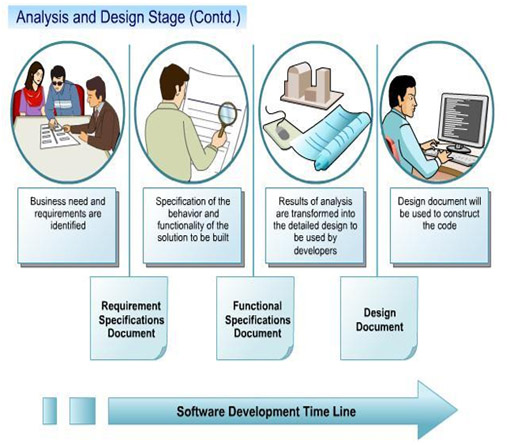 Analysis and Design Stage (Contd.)
Business need and
requirements are
identified
Specification of the
behavior and
functionality of the
solution to be built
Results of analysis
are transformed into
the detailed design to
be used by
developers
Design document will
be used to construct
the code
Requirement
Specifications
Document
Functional
Specifications
Document
Design
Document
Software Development Time Line